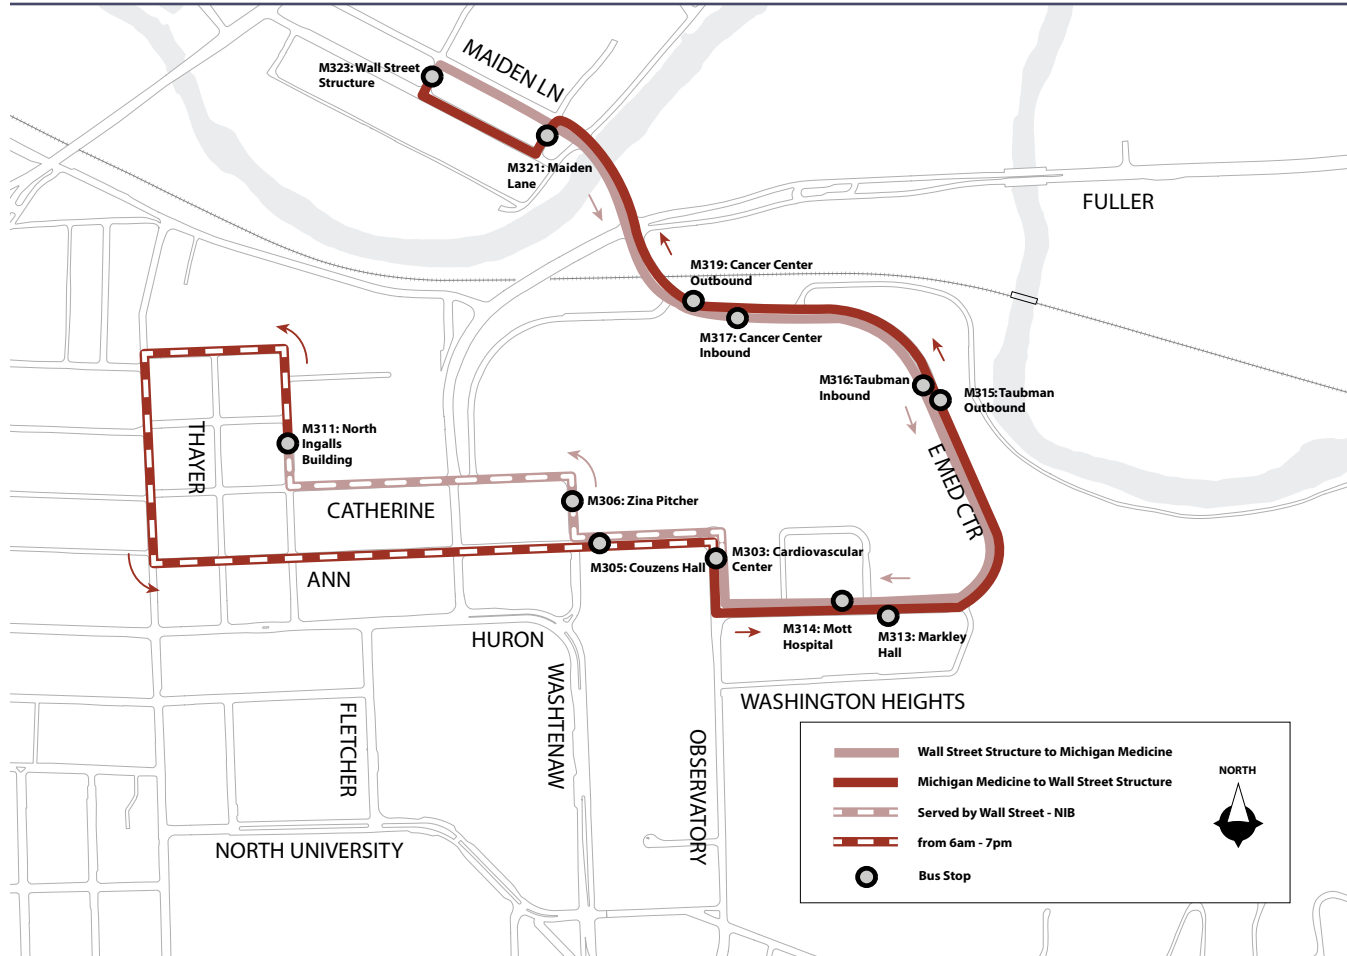 MAIDEN LN
M323: Wall Street
Structure
M321: Maiden
Lane
FULLER
M319: Cancer Center
Outbound
M317: Cancer Center
Inbound
M316: Taubman
Inbound
M315: Taubman
Outbound
M311: North
Ingalls
Building
THAYER
E MED CTR
M306: Zina Pitcher
CATHERINE
M303: Cardiovascular
Center
M305: Couzens Hall
ANN
M314: Mott
Hospital
M313: Markley
Hall
HURON
WASHTENAW
WASHINGTON HEIGHTS
FLETCHER
OBSERVATORY
NORTH UNIVERSITY
Wall Street Structure to Michigan Medicine
Michigan Medicine to Wall Street Structure
Served by Wall Street - NIB
from 6am - 7pm
Bus Stop
NORTH